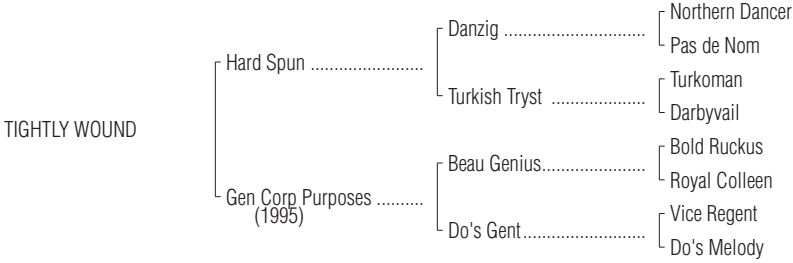 Northern Dancer
Danzig ..............................
Pas de Nom
Hard Spun ........................
Turkoman
Turkish Tryst ....................
Darbyvail
TIGHTLY WOUND
Bold Ruckus
Beau Genius......................
Royal Colleen
Gen Corp Purposes ..........
(1995)
Vice Regent
Do's Gent..........................
Do's Melody